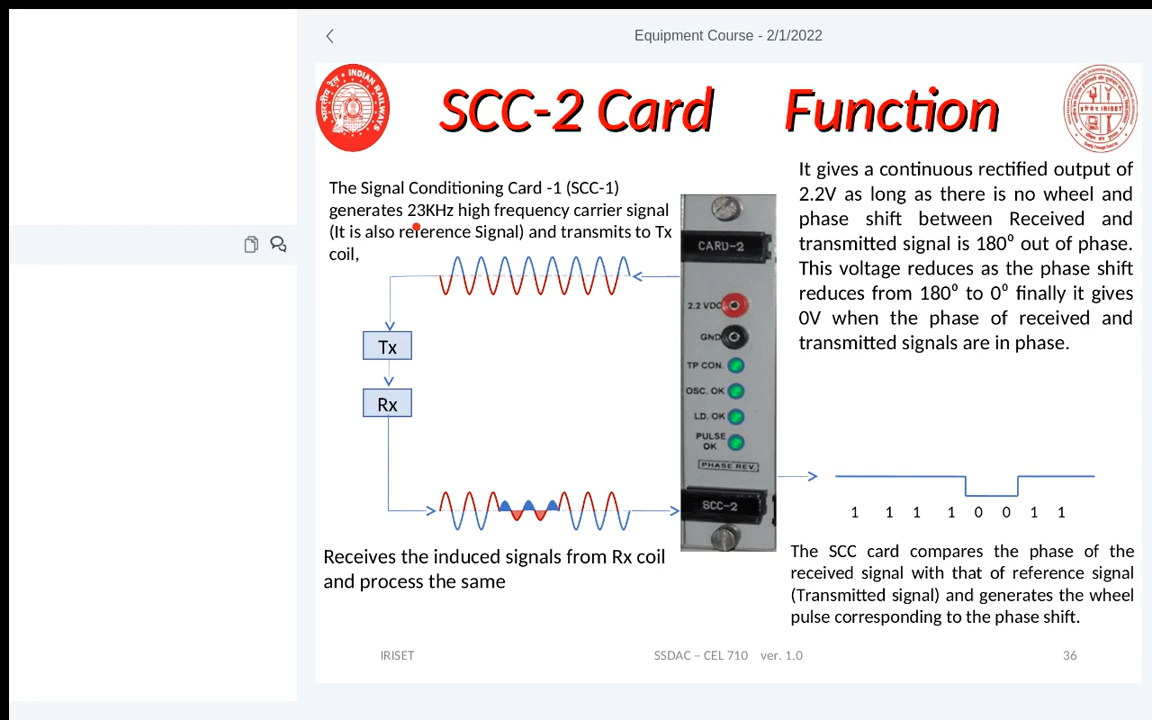 Equipment Course - 2/1/2022
INDIAN RAILWAYS
भारतीय रेल
SCC-2 Card Function
IRISET
The Signal Conditioning Card -1 (SCC-1)
generates 23KHz high frequency carrier signal
(It is also reference Signal) and transmits to Tx
coil,
It gives a continuous rectified output of
2.2V as long as there is no wheel and
phase shift between Received and
transmitted signal is 180⁰ out of phase.
This voltage reduces as the phase shift
reduces from 180⁰ to 0⁰ finally it gives
0V when the phase of received and
transmitted signals are in phase.
CARD-2
2.2 VDC
GND
TP CON.
OSC. OK
LD. OK
PULSE
OK
PHASE REV.
SCC-2
Tx
Rx
1 1 1 1 0 0 1 1
Receives the induced signals from Rx coil
and process the same
The SCC card compares the phase of the
received signal with that of reference signal
(Transmitted signal) and generates the wheel
pulse corresponding to the phase shift.
IRISET
SSDAC – CEL 710 ver. 1.0
36